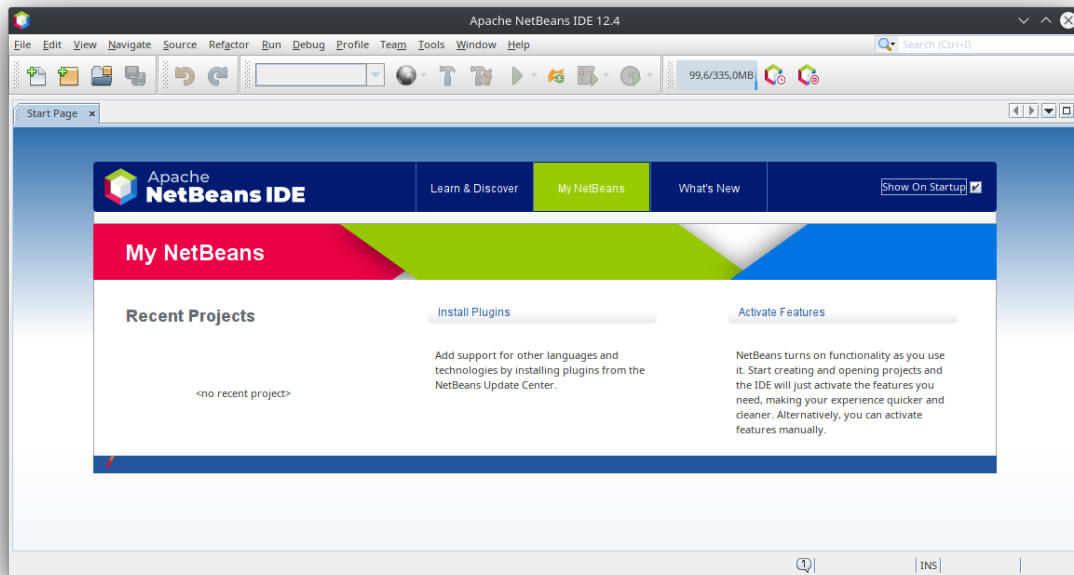 Apache NetBeans IDE 12.4
File Edit View Navigate Source Refactor Run Debug Profile Team Tools Window Help
Search (Ctrl+I)
99,6/335,0MB
Start Page
Apache
NetBeans IDE
Learn & Discover
My NetBeans
What's New
Show On Startup
My NetBeans
Recent Projects
<no recent project>
Install Plugins
Add support for other languages and
technologies by installing plugins from the
NetBeans Update Center.
Activate Features
NetBeans turns on functionality as you use
it. Start creating and opening projects and
the IDE will just activate the features you
need, making your experience quicker and
cleaner. Alternatively, you can activate
features manually.
1
INS